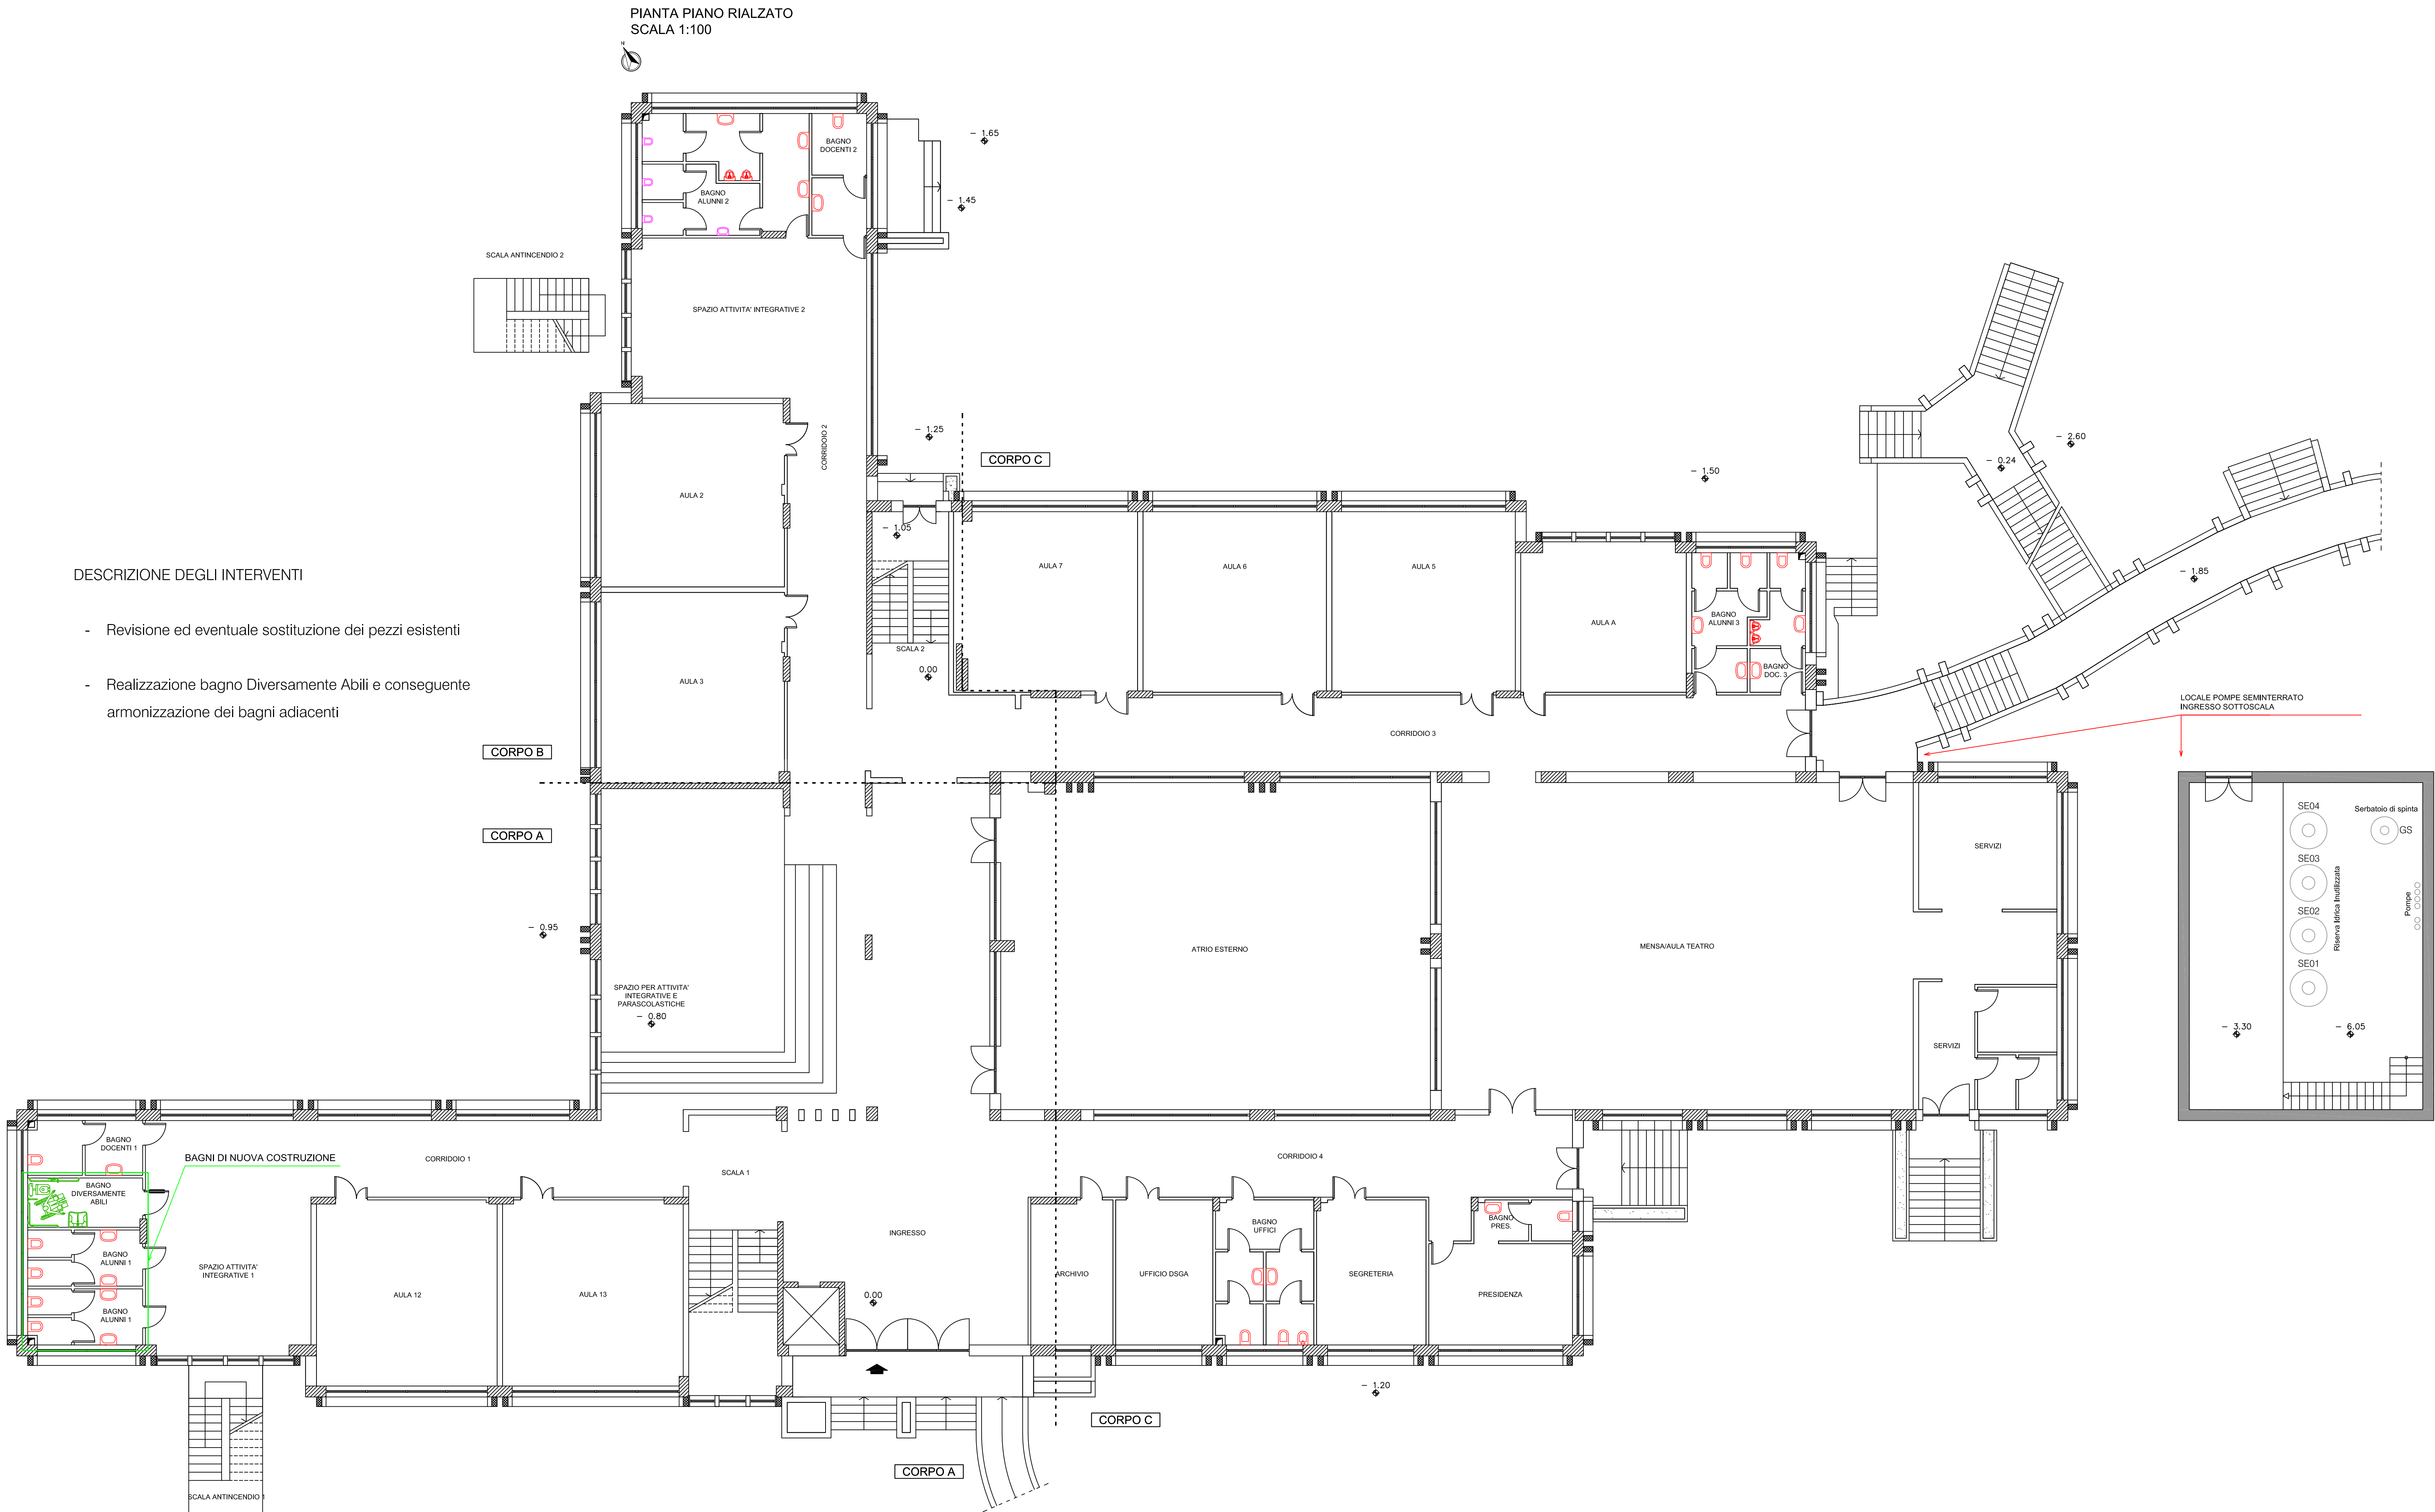 PIANTA PIANO RIALZATO
SCALA 1:100
N
BAGNO
DOCENTI 2
- 1.65
BAGNO
ALUNNI 2
- 1.45
SCALA ANTINCENDIO 2
SPAZIO ATTIVITA' INTEGRATIVE 2
CORRIDOIO 2
- 1.25
CORPO C
- 2.60
- 0.24
- 1.50
AULA 2
- 1.05
AULA 7
AULA 6
AULA 5
- 1.85
DESCRIZIONE DEGLI INTERVENTI
- Revisione ed eventuale sostituzione dei pezzi esistenti
- Realizzazione bagno Diversamente Abili e conseguente
armonizzazione dei bagni adiacenti
AULA A
BAGNO
ALUNNI 3
SCALA 2
0.00
BAGNO
DOC. 3
AULA 3
LOCALE POMPE SEMINTERRATO
INGRESSO SOTTOSCALA
CORRIDOIO 3
CORPO B
CORPO A
SE04
Serbatoio di spinta
GS
SERVIZI
SE03
Riserva Idrica Inutilizzata
Pompe
SE02
SE01
- 0.95
ATRIO ESTERNO
MENSA/AULA TEATRO
SPAZIO PER ATTIVITA'
INTEGRATIVE E
PARASCOLASTICHE
- 0.80
- 3.30
- 6.05
SERVIZI
BAGNO
DOCENTI 1
BAGNI DI NUOVA COSTRUZIONE
CORRIDOIO 1
SCALA 1
CORRIDOIO 4
BAGNO
DIVERSAMENTE
ABILI
BAGNO
UFFICI
BAGNO
PRES.
INGRESSO
BAGNO
ALUNNI 1
SPAZIO ATTIVITA'
INTEGRATIVE 1
ARCHIVIO
UFFICIO DSGA
SEGRETERIA
PRESIDENZA
AULA 12
AULA 13
0.00
BAGNO
ALUNNI 1
- 1.20
CORPO C
CORPO A
SCALA ANTINCENDIO 1